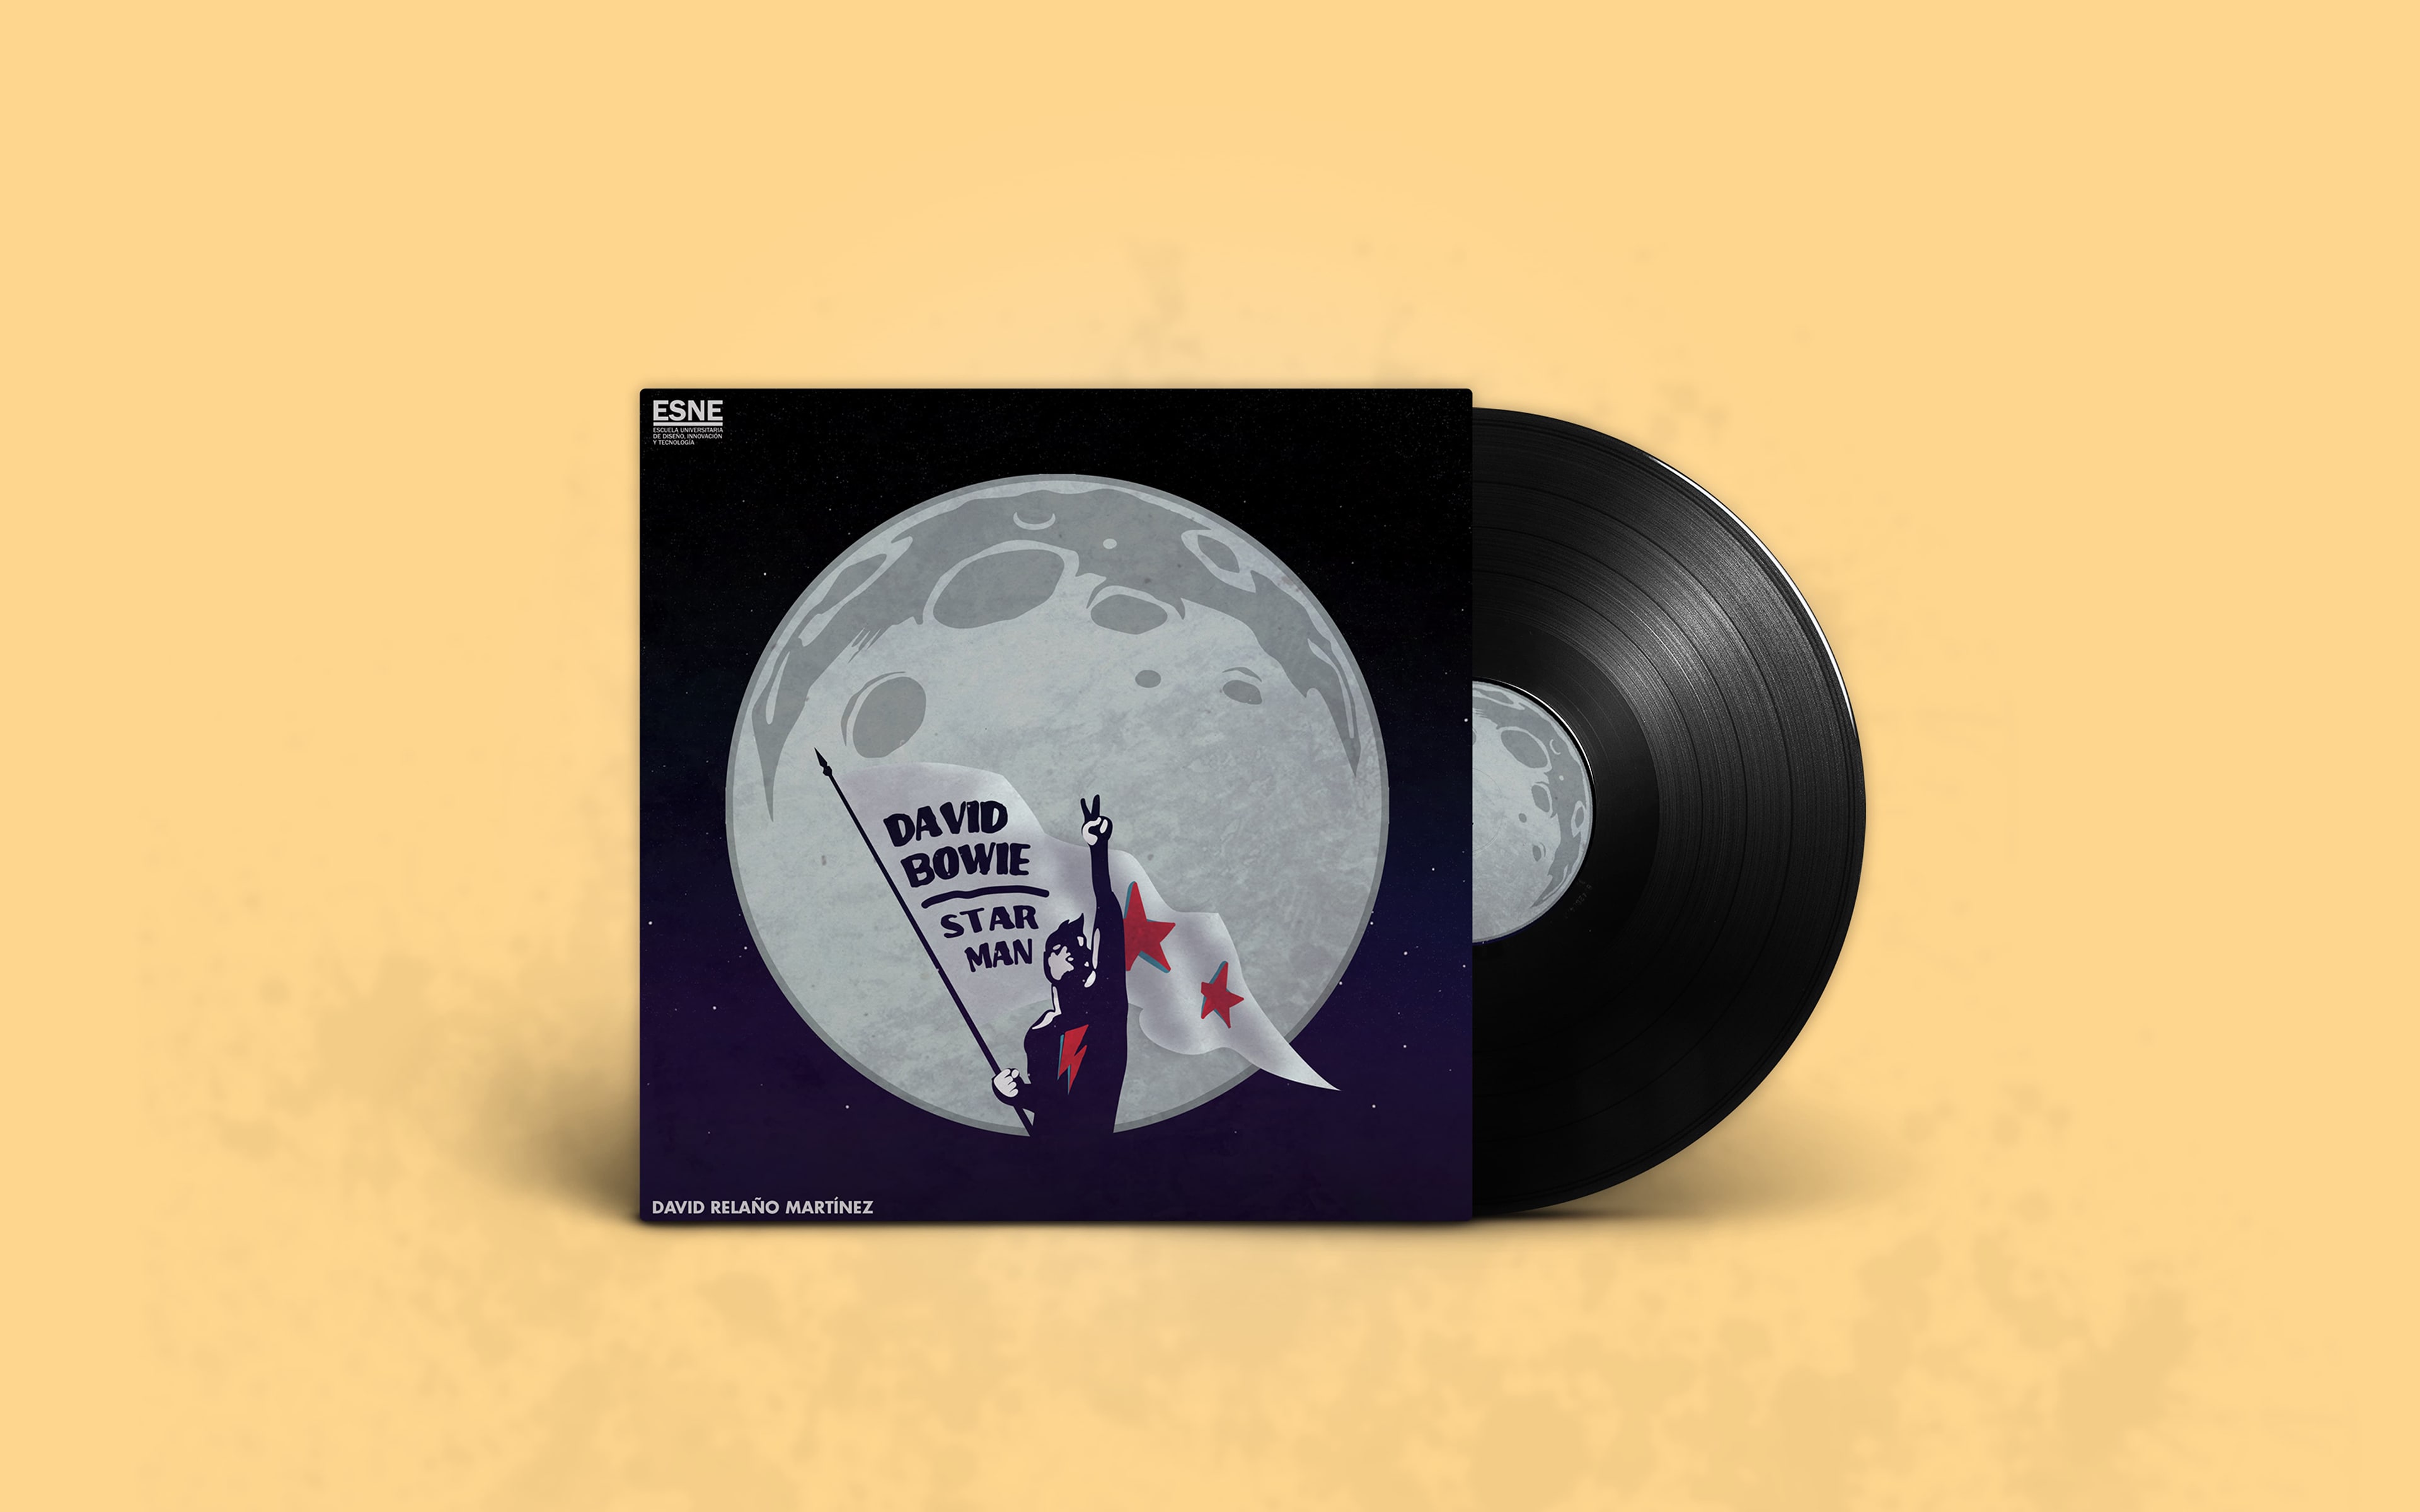 ESNE
ESCUELA UNIVERSITARIA
DE DISEÑO, INNOVACIÓN
Y TECNOLOGÍA
DAVID
BOWIE
STAR
MAN
DAVID RELAÑO MARTÍNEZ